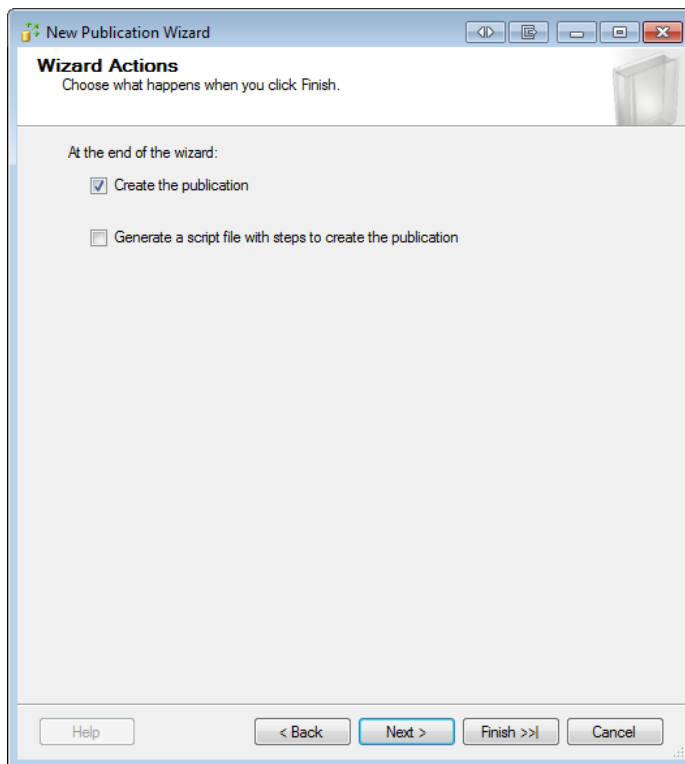 New Publication Wizard
Wizard Actions
Choose what happens when you click Finish.
At the end of the wizard:
Create the publication
Generate a script file with steps to create the publication
Help
< Back
Next >
Finish >>|
Cancel